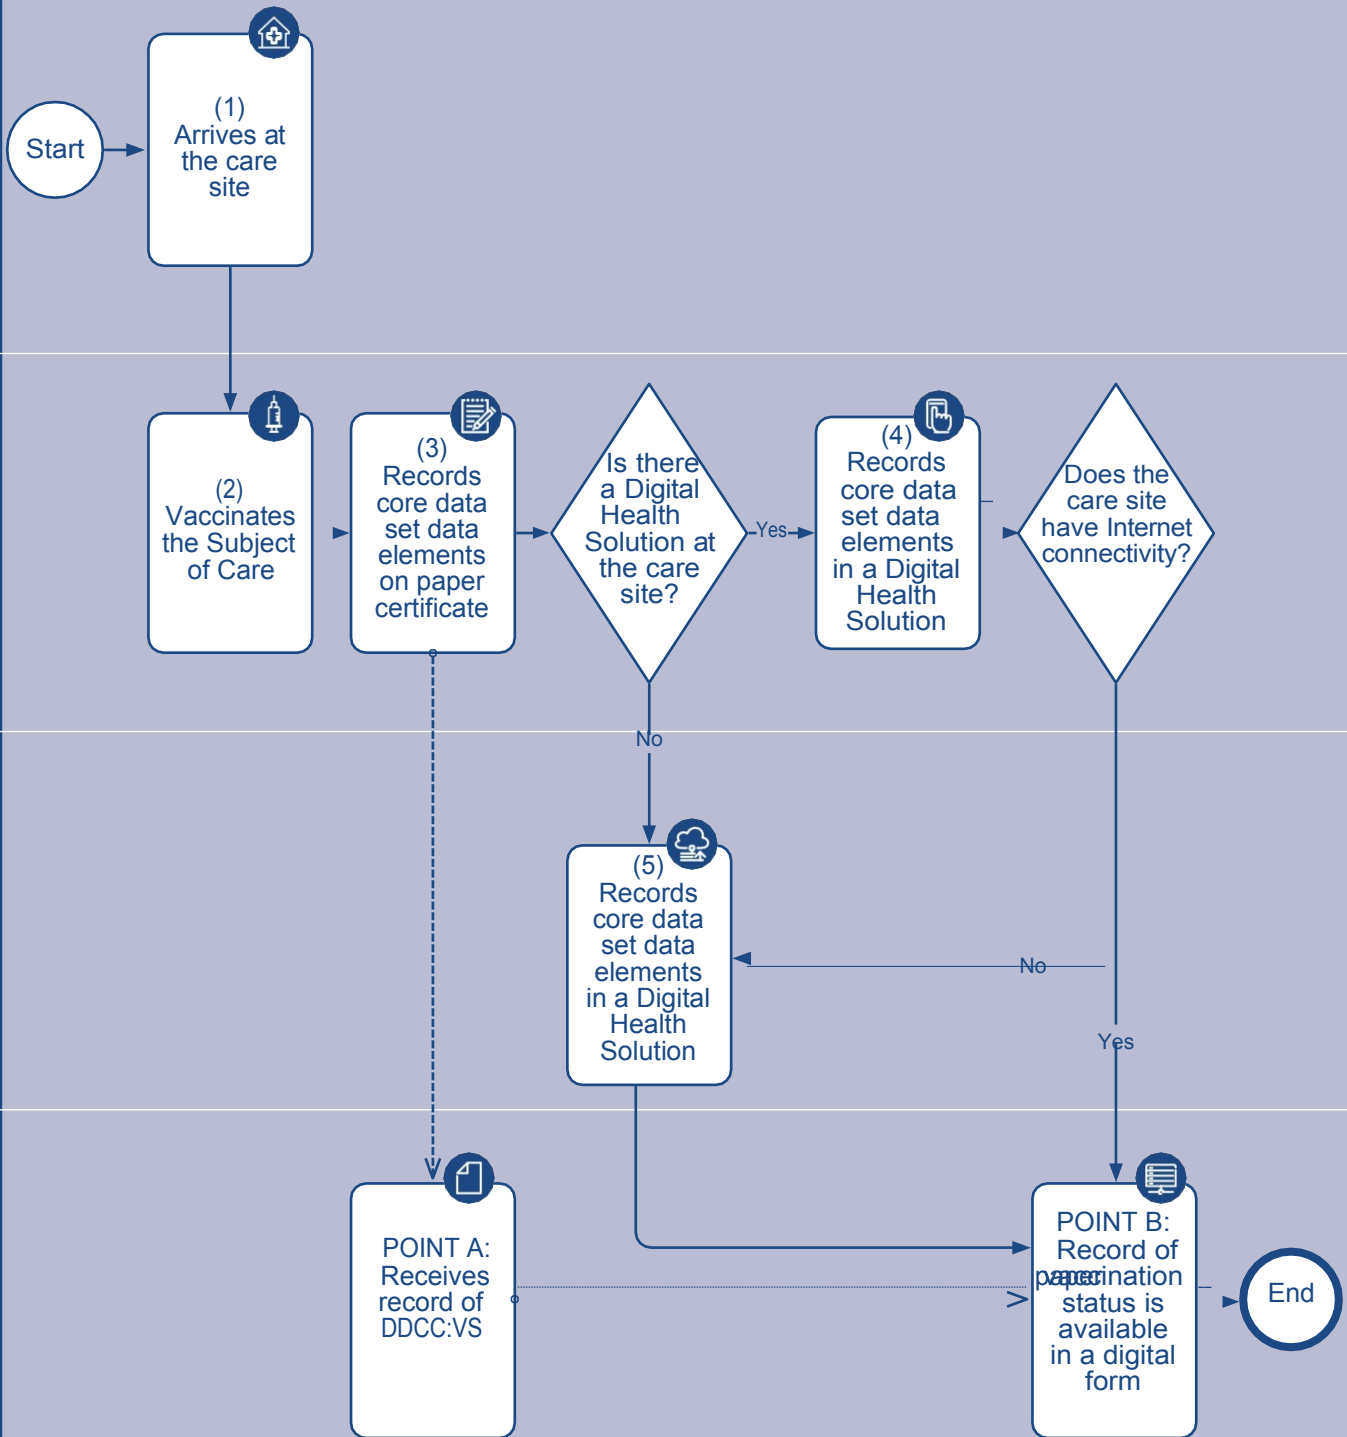 Start
(1)
Arrives at
the care
site
(2)
Vaccinates
the Subject
of Care
(3)
Records
core data
set data
elements
on paper
certificate
Is there
a Digital
Health
Solution at
the care
site?
Yes
(4)
Records
core data
set data
elements
in a Digital
Health
Solution
Does the
care site
have Internet
connectivity?
No
(5)
Records
core data
set data
elements
in a Digital
Health
Solution
No
Yes
POINT A:
Receives
record of
DDCC:VS
POINT B:
Record of
paper
vaccination
status is
available
in a digital
form
End